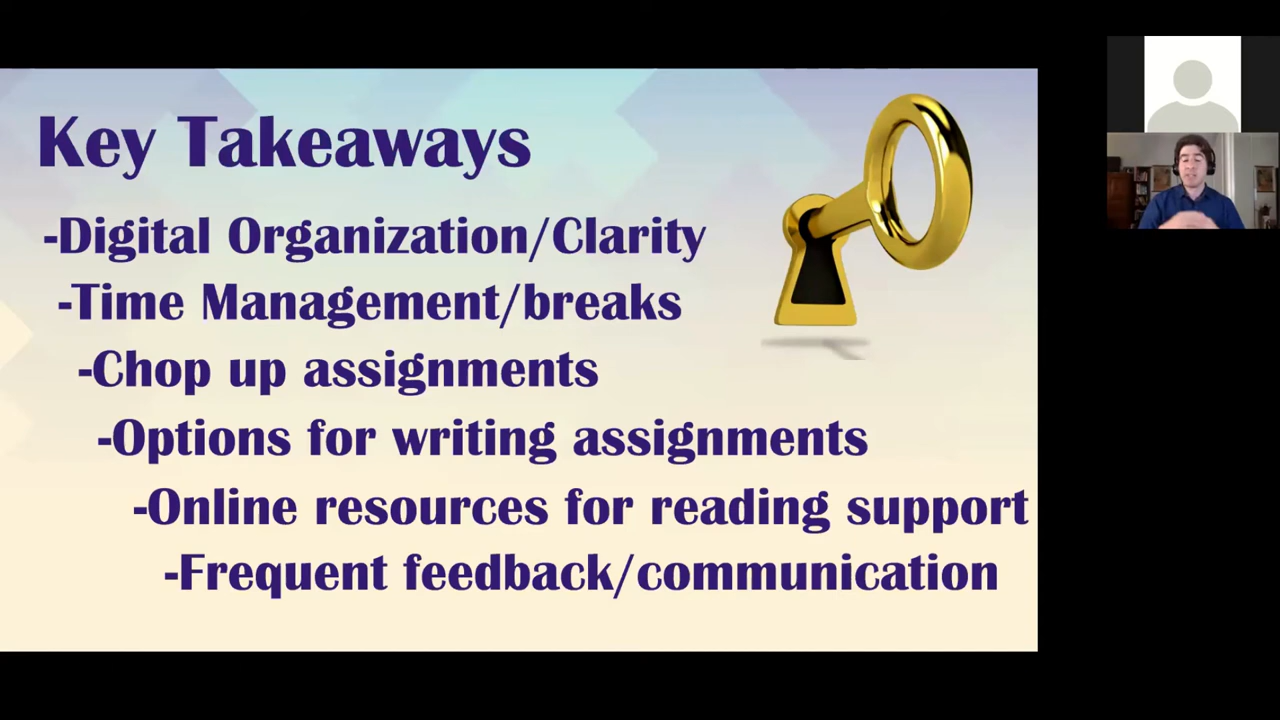 Key Takeaways
-Digital Organization/Clarity
-Time Management/breaks
-Chop up assignments
-Options for writing assignments
-Online resources for reading support
-Frequent feedback/communication